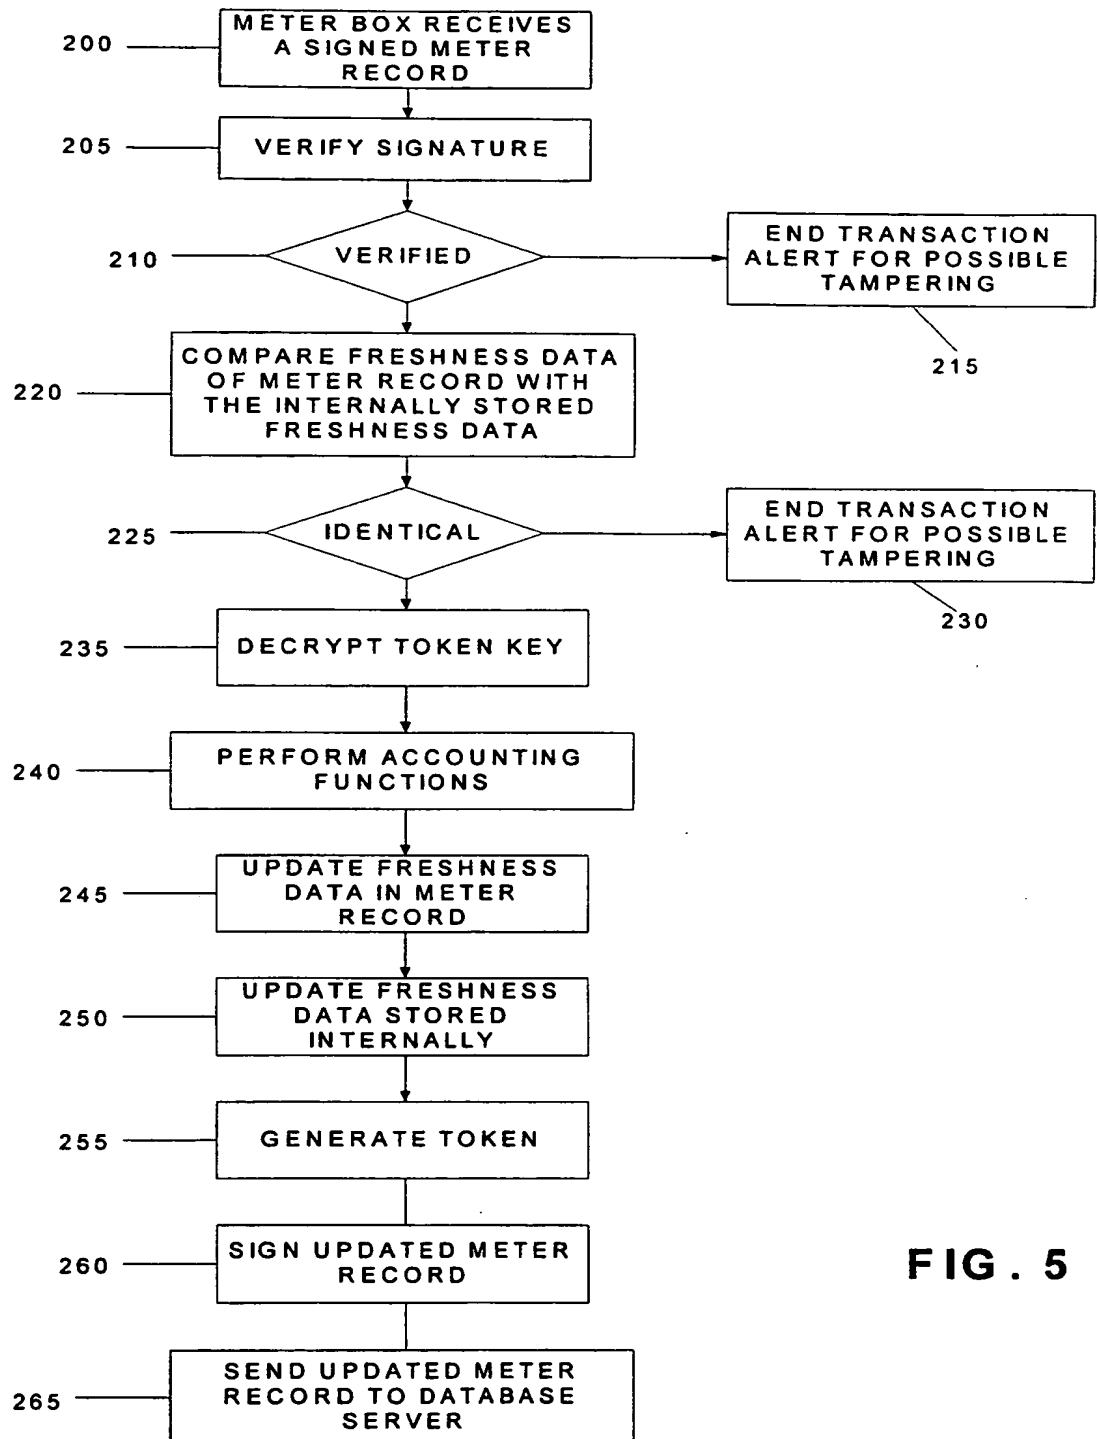 200
METER BOX RECEIVES
A SIGNED METER
RECORD
205
VERIFY SIGNATURE
210
VERIFIED
END TRANSACTION
ALERT FOR POSSIBLE
TAMPERING
215
220
COMPARE FRESHNESS DATA
OF METER RECORD WITH
THE INTERNALLY STORED
FRESHNESS DATA
225
IDENTICAL
END TRANSACTION
ALERT FOR POSSIBLE
TAMPERING
230
235
DECRYPT TOKEN KEY
240
PERFORM ACCOUNTING
FUNCTIONS
245
UPDATE FRESHNESS
DATA IN METER
RECORD
250
UPDATE FRESHNESS
DATA STORED
INTERNALLY
255
GENERATE TOKEN
260
SIGN UPDATED METER
RECORD
FIG. 5
265
SEND UPDATED METER
RECORD TO DATABASE
SERVER